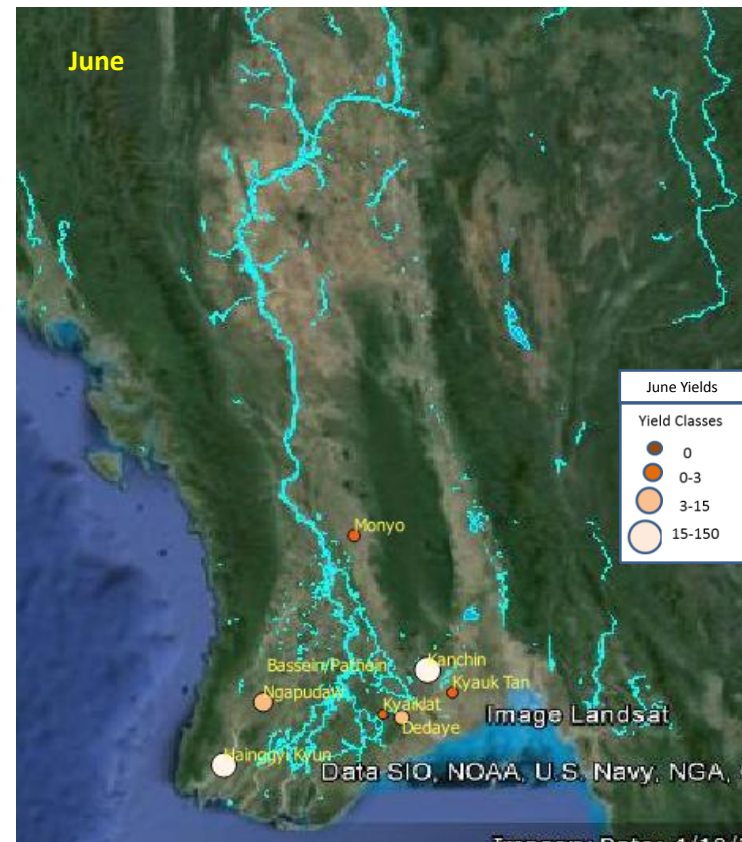 June
June Yields
Yield Classes
0
0-3
3-15
15-150
Monyo
Kanchin
Bassein/Pathein
Kyauk Tan
Ngapudaw
Kyaiklat
Image Landsat
Dedaye
Hainggyi Kyun
Data SIO, NOAA, U.S. Navy, NGA,